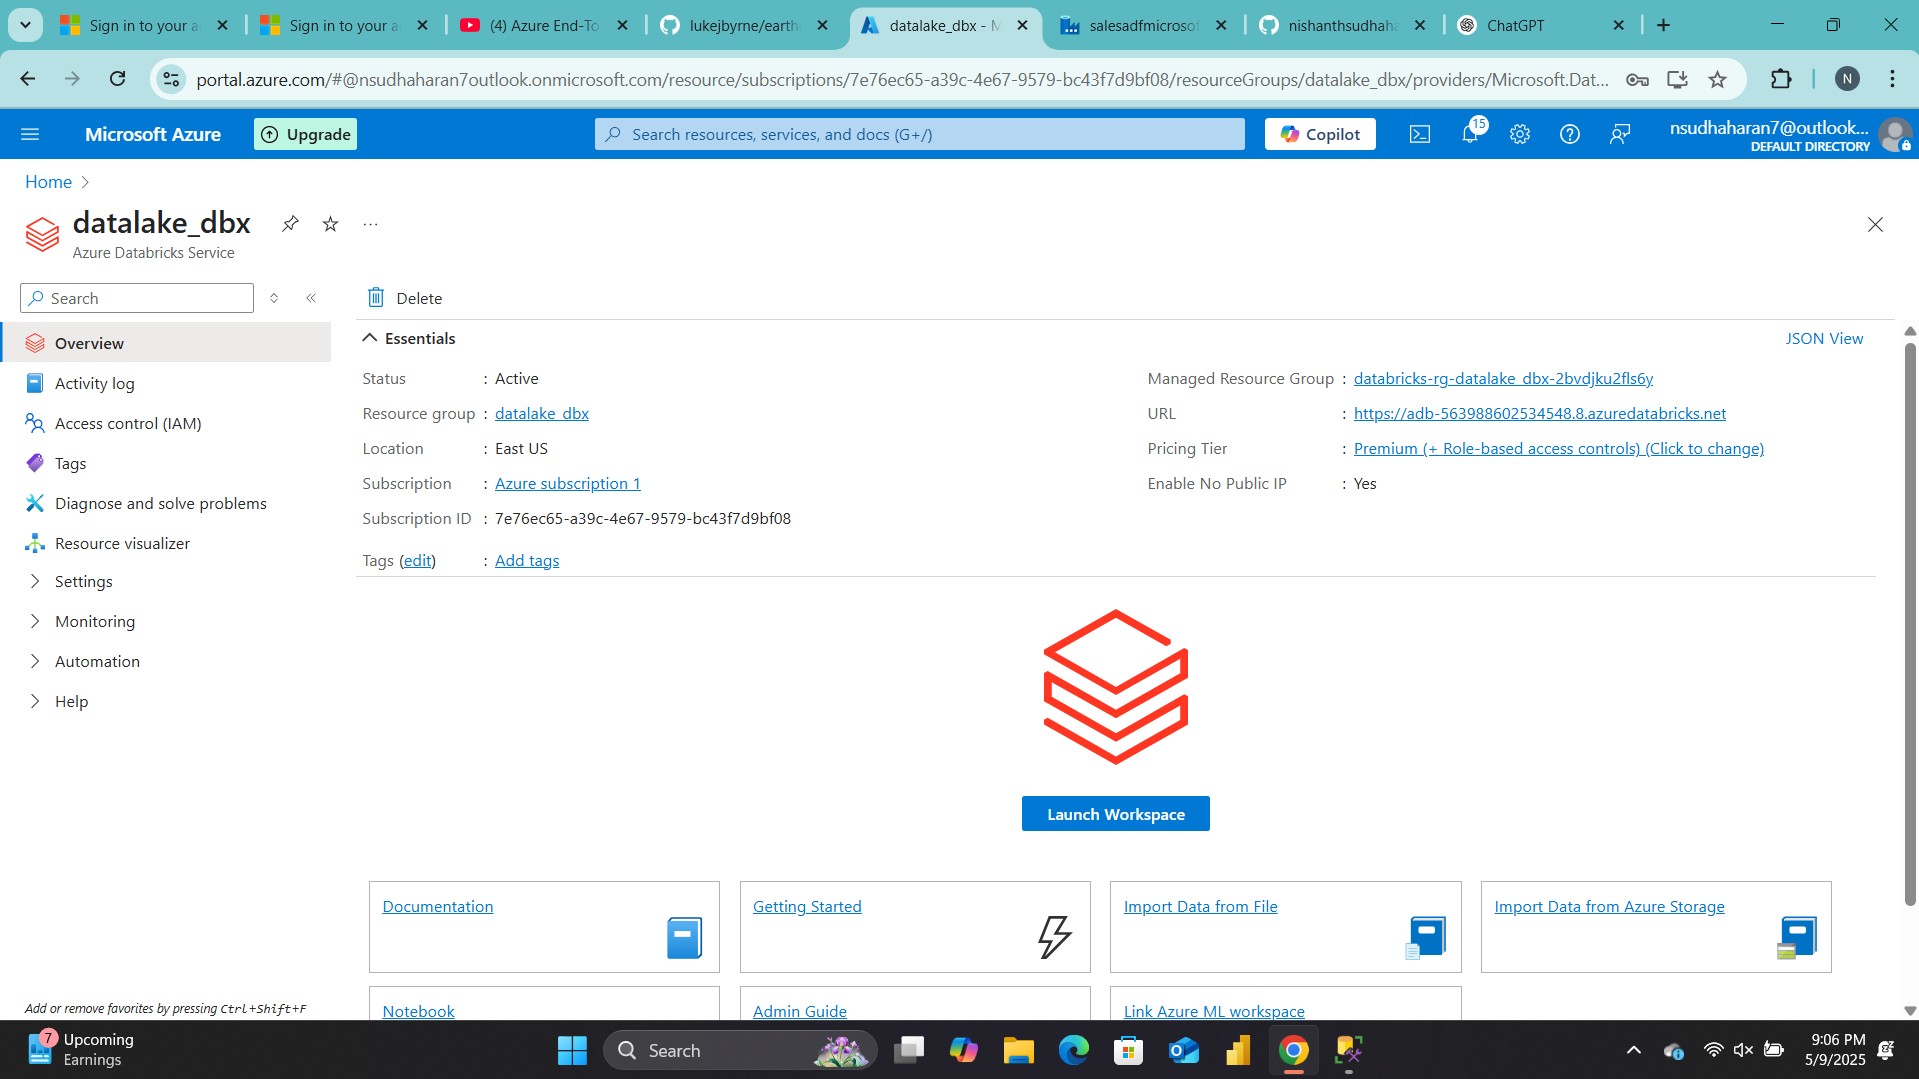 Sign in to your a
Sign in to your a
(4) Azure End-To
lukejbyrne/earth
datalake_dbx - M
salesadfmicrosof
nishanthsudhaha
ChatGPT
portal.azure.com/#@nsudhaharan7outlook.onmicrosoft.com/resource/subscriptions/7e76ec65-a39c-4e67-9579-bc43f7d9bf08/resourceGroups/datalake_dbx/providers/Microsoft.Dat...
N
Microsoft Azure
Upgrade
Search resources, services, and docs (G+/)
Copilot
15
nsudhaharan7@outlook...
DEFAULT DIRECTORY
Home
datalake_dbx
Azure Databricks Service
Search
Delete
Overview
Activity log
Access control (IAM)
Tags
Diagnose and solve problems
Resource visualizer
Settings
Monitoring
Automation
Help
Add or remove favorites by pressing Ctrl+Shift+F
Essentials
JSON View
Status : Active
Resource group : datalake_dbx
Location : East US
Subscription : Azure subscription 1
Subscription ID : 7e76ec65-a39c-4e67-9579-bc43f7d9bf08
Tags (edit) : Add tags
Managed Resource Group : databricks-rg-datalake_dbx-2bvdjku2fls6y
URL : https://adb-563988602534548.8.azuredatabricks.net
Pricing Tier : Premium (+ Role-based access controls) (Click to change)
Enable No Public IP : Yes
Launch Workspace
Documentation
Getting Started
Import Data from File
Import Data from Azure Storage
Notebook
Admin Guide
Link Azure ML workspace
7
Upcoming
Earnings
Search
9:06 PM
5/9/2025